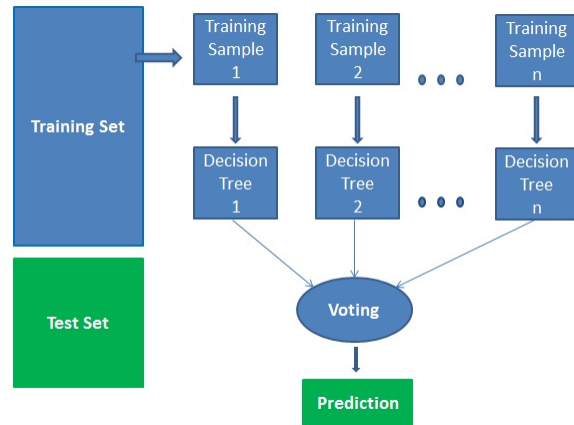 Training Set
Training
Sample
1
Training
Sample
2
Training
Sample
n
Decision
Tree
1
Decision
Tree
2
Decision
Tree
n
Test Set
Voting
Prediction